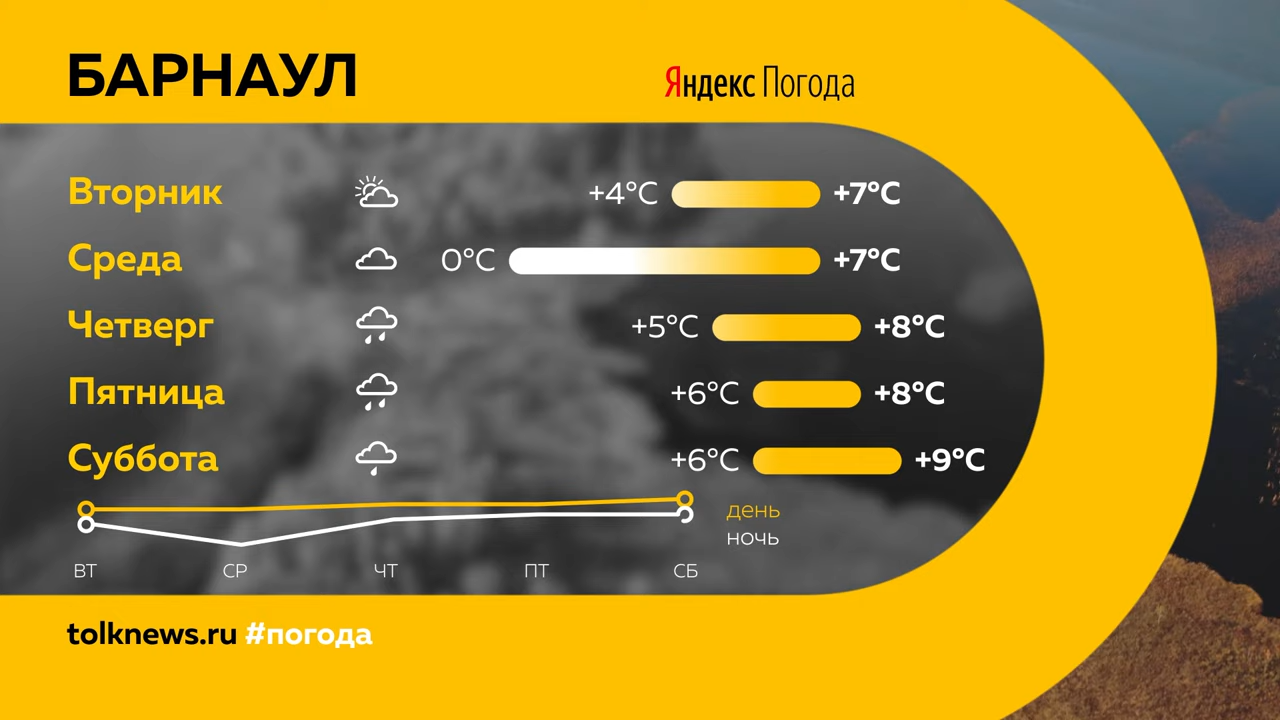 БАРНАУЛ
Яндекс Погода
Вторник +4°C +7°C
Среда 0°C +7°C
Четверг +5°C +8°C
Пятница +6°C +8°C
Суббота +6°C +9°C
день
ночь
ВТ СР ЧТ ПТ СБ
tolknews.ru #погода